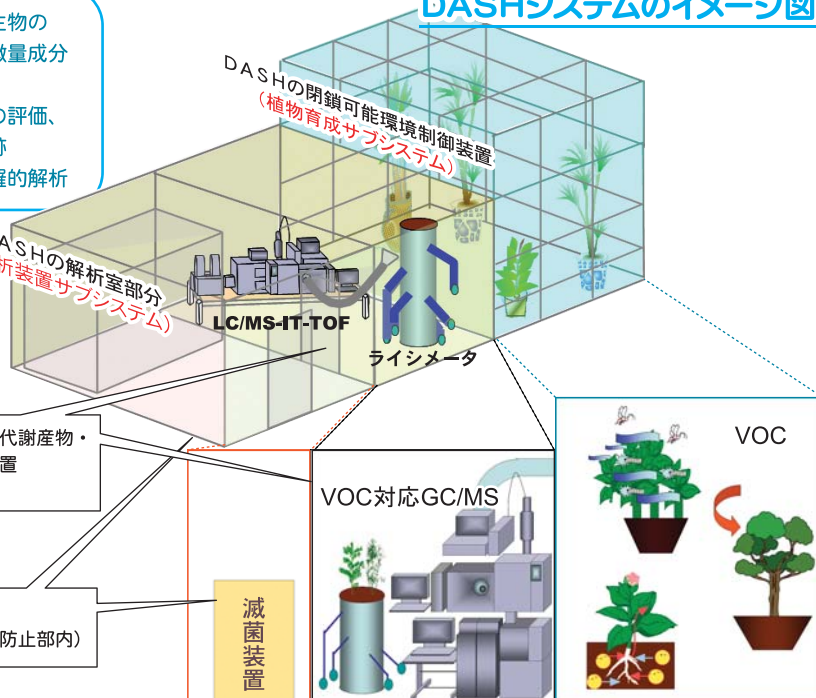 DASHシステムのイメージ図
生物の
微量成分
の評価、
跡
羅的解析
DASHの閉鎖可能環境制御装置
（植物育成サブシステム）
ASHの解析室部分
析装置サブシステム）
LC/MS-IT-TOF
ライシメータ
代謝産物・
置
防止部内）
滅菌装置
VOC対応GC/MS
VOC